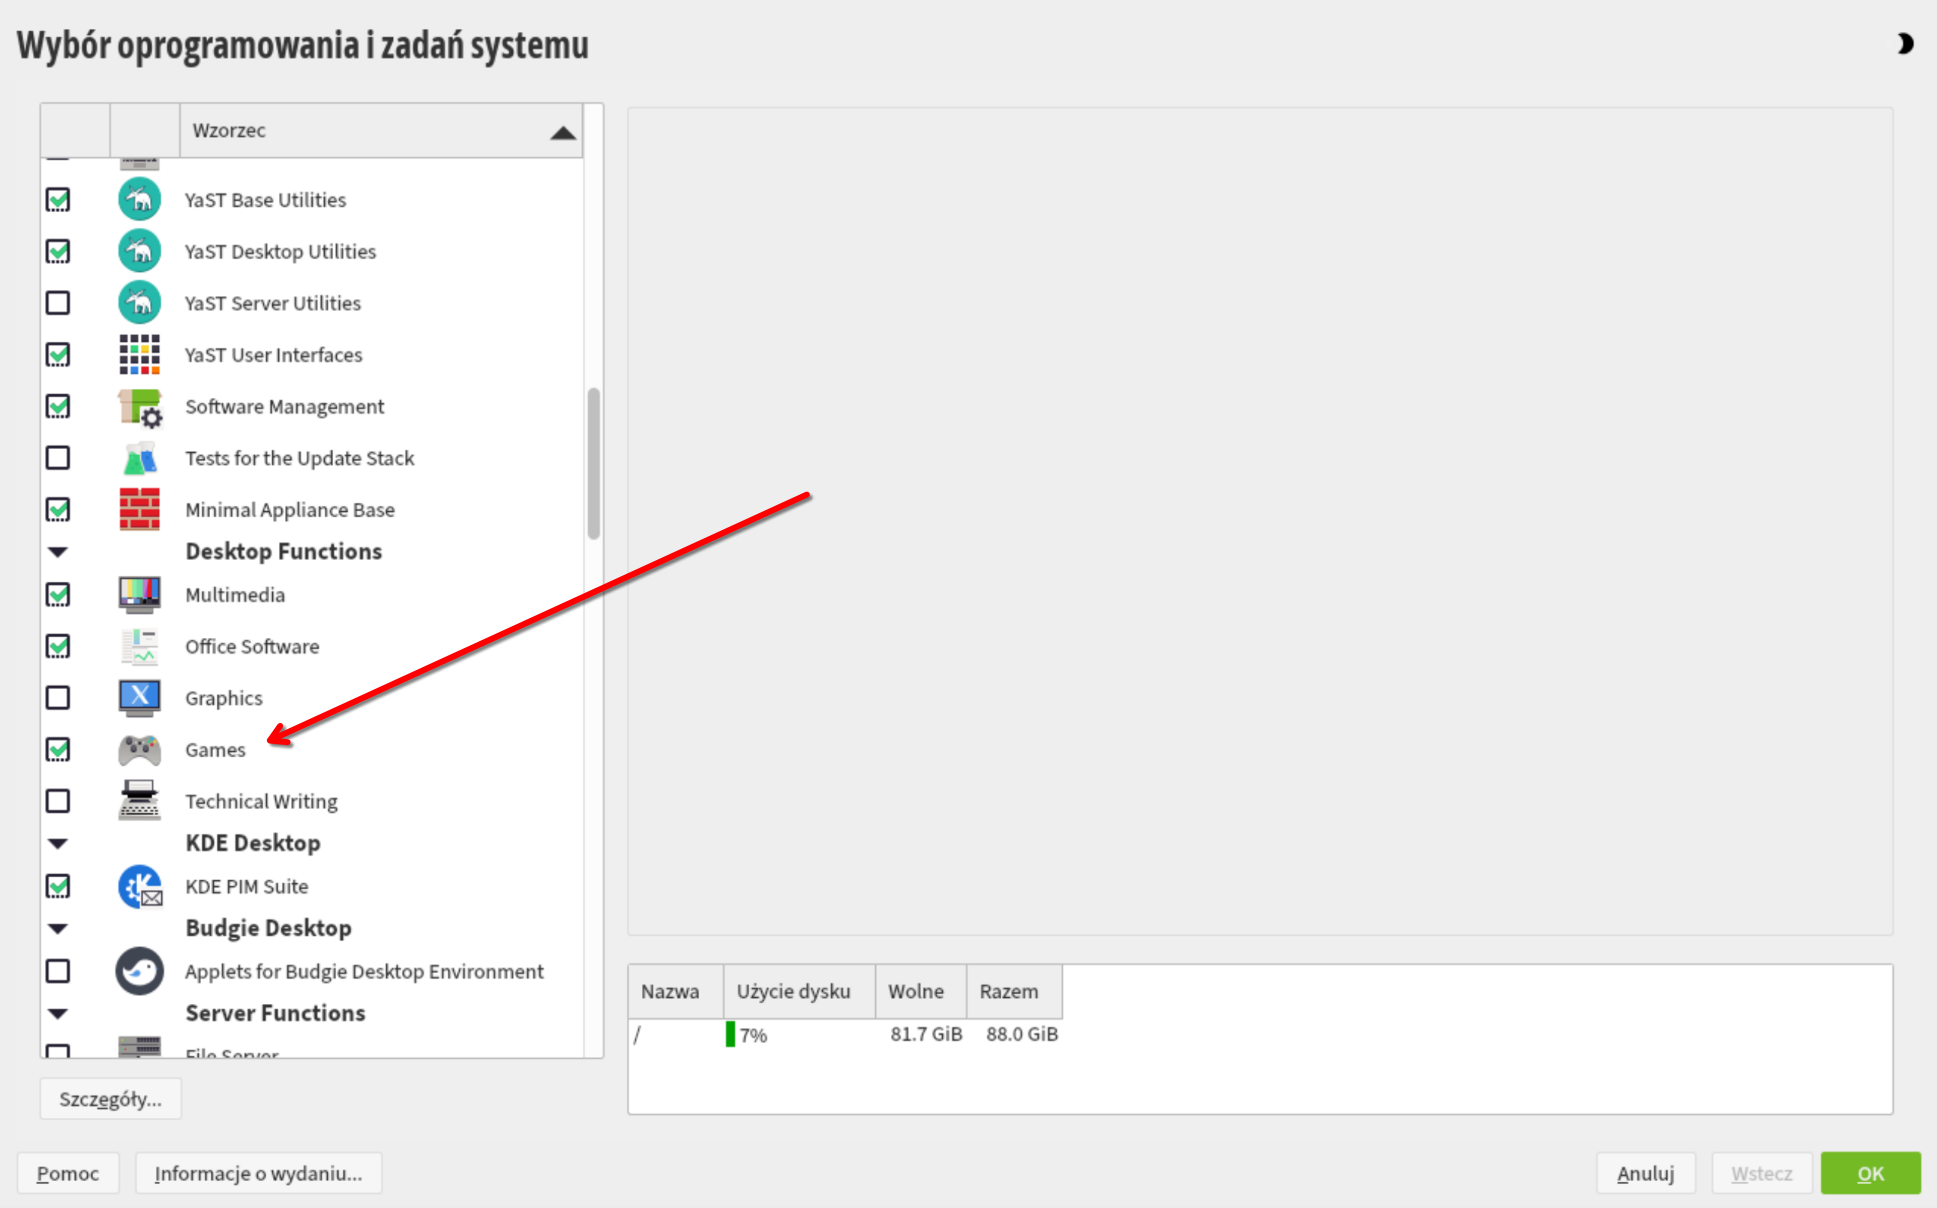 Wybór oprogramowania i zadań systemu
Wzorzec
YaST Base Utilities
YaST Desktop Utilities
YaST Server Utilities
YaST User Interfaces
Software Management
Tests for the Update Stack
Minimal Appliance Base
Desktop Functions
Multimedia
Office Software
Graphics
Games
Technical Writing
KDE Desktop
KDE PIM Suite
Budgie Desktop
Applets for Budgie Desktop Environment
Server Functions
File Server
Szczegóły...
Nazwa Użycie dysku Wolne Razem
/ 7% 81.7 GiB 88.0 GiB
Pomoc Informacje o wydaniu... Anuluj Wstecz OK